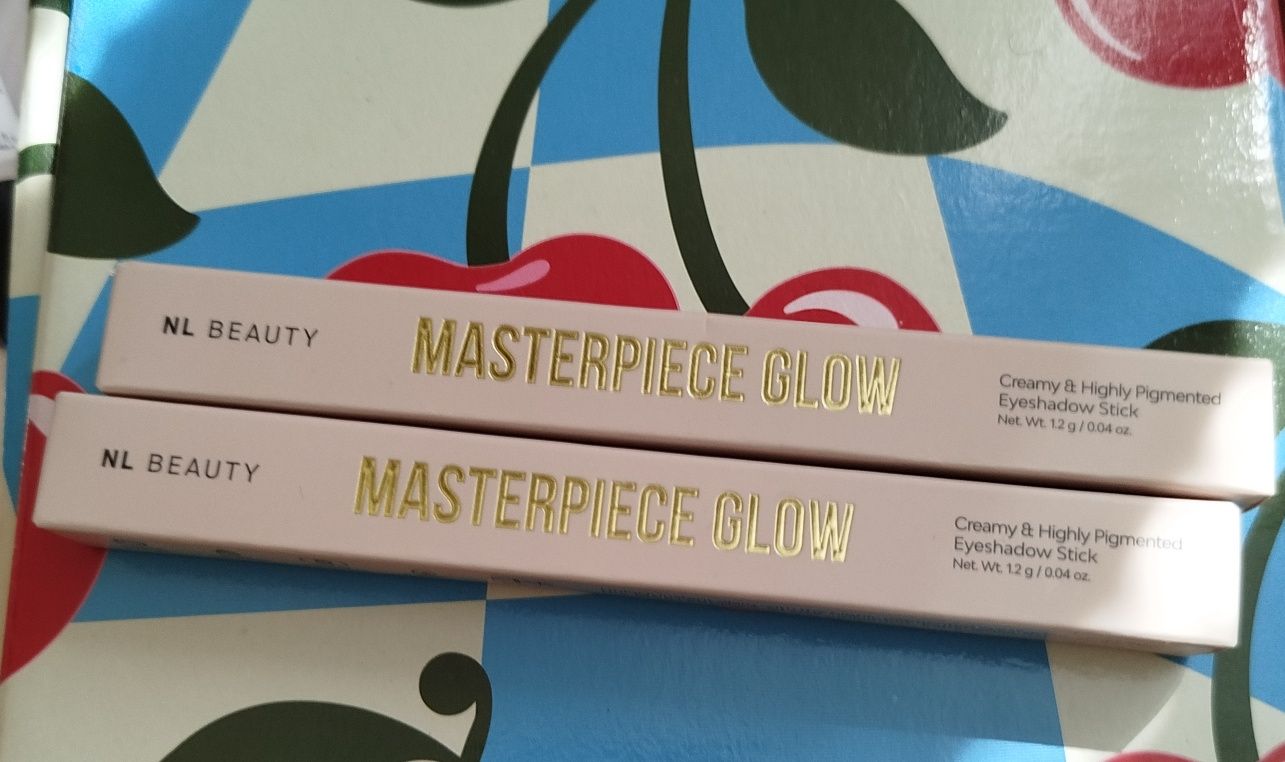 NL BEAUTY
MASTERPIECE GLOW
Creamy & Highly Pigmented
Eyeshadow Stick
Net. Wt. 1.2 g / 0.04 oz.
NL BEAUTY
MASTERPIECE GLOW
Creamy & Highly Pigmented
Eyeshadow Stick
Net. Wt. 1.2 g / 0.04 oz.